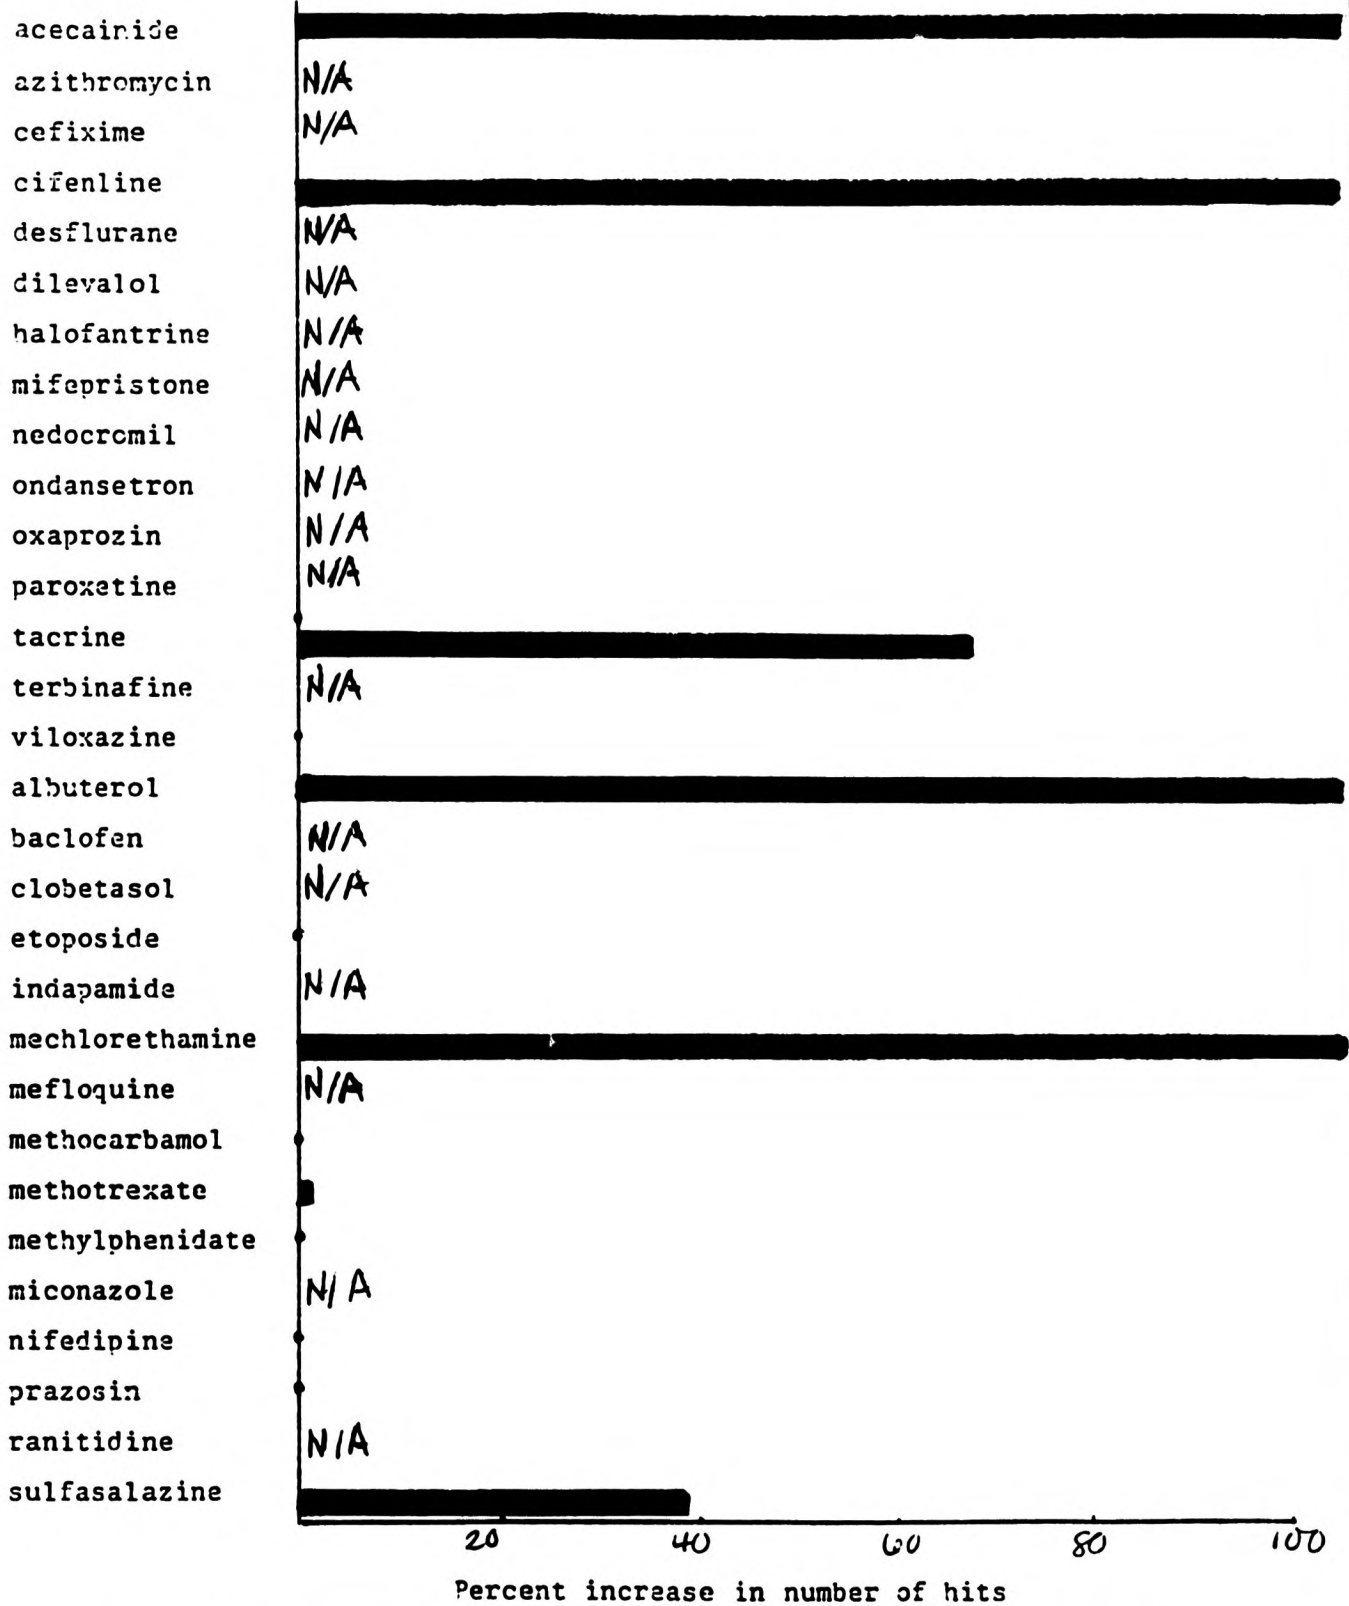 acecainide
azithromycin N/A
cefixime N/A
cifenline
desflurane N/A
dilevalol N/A
halofantrine N/A
mifepristone N/A
nedocromil N/A
ondansetron N/A
oxaprozin N/A
paroxetine N/A
tacrine
terbinafine N/A
viloxazine
albuterol
baclofen N/A
clobetasol N/A
etoposide
indapamide N/A
mechlorethamine
mefloquine N/A
methocarbamol
methotrexate
methylphenidate
miconazole N/A
nifedipine
prazosin
ranitidine N/A
sulfasalazine
20 40 60 80 100
Percent increase in number of hits